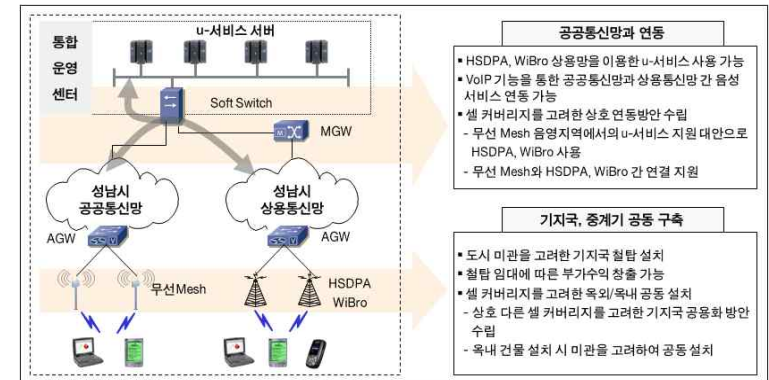 통합
운영
센터
u-서비스 서버
Soft Switch
MGW
성남시
공공통신망
성남시
상용통신망
AGW
AGW
무선Mesh
HSDPA
WiBro
공공통신망과 연동
▪ HSDPA, WiBro 상용망을 이용한 u-서비스 사용 가능
▪ VoIP 기능을 통한 공공통신망과 상용통신망 간 음성
서비스 연동 가능
▪ 셀 커버리지를 고려한 상호 연동방안 수립
- 무선 Mesh 음영지역에서의 u-서비스 지원 대안으로
HSDPA, WiBro 사용
- 무선 Mesh와 HSDPA, WiBro 간 연결 지원
기지국, 중계기 공동 구축
▪ 도시 미관을 고려한 기지국 철탑 설치
▪ 철탑 임대에 따른 부가수익 창출 가능
▪ 셀 커버리지를 고려한 옥외/옥내 공동 설치
- 상호 다른 셀 커버리지를 고려한 기지국 공용화 방안
수립
- 옥내 건물 설치 시 미관을 고려하여 공동 설치